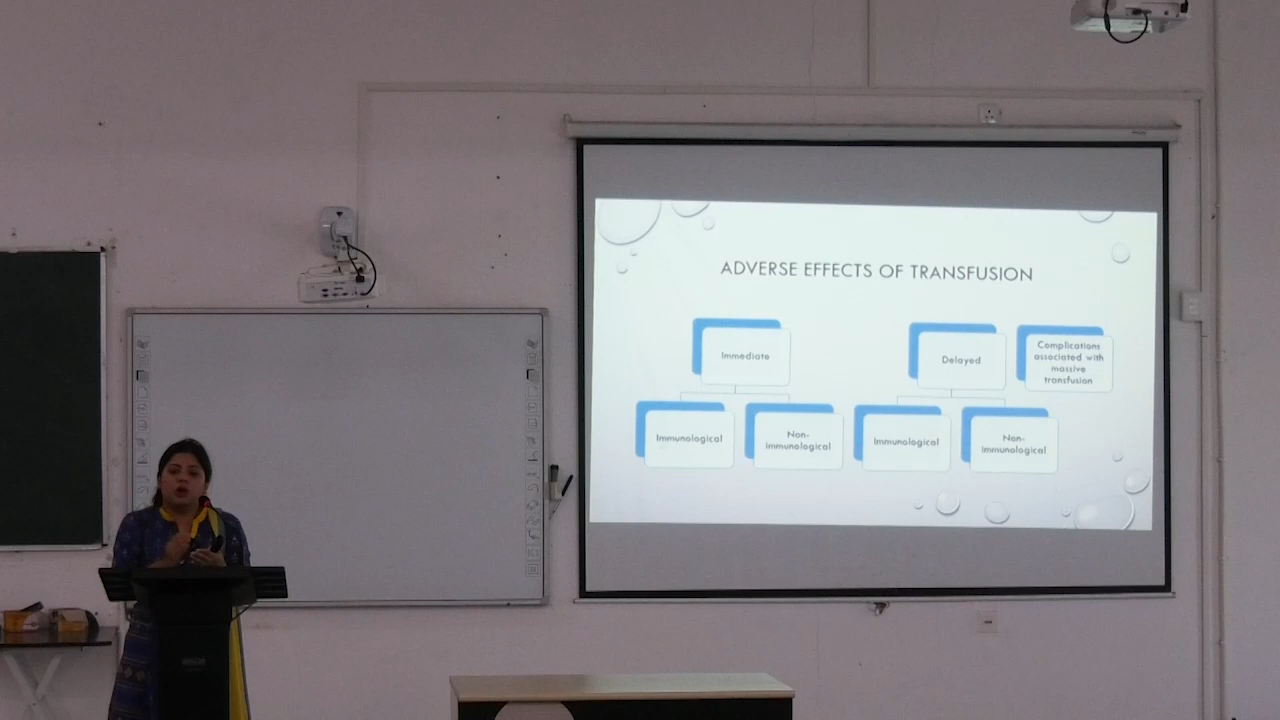 ADVERSE EFFECTS OF TRANSFUSION
Immediate
Delayed
Complications
associated with
massive
transfusion
Immunological
Non-
immunological
Immunological
Non-
immunological